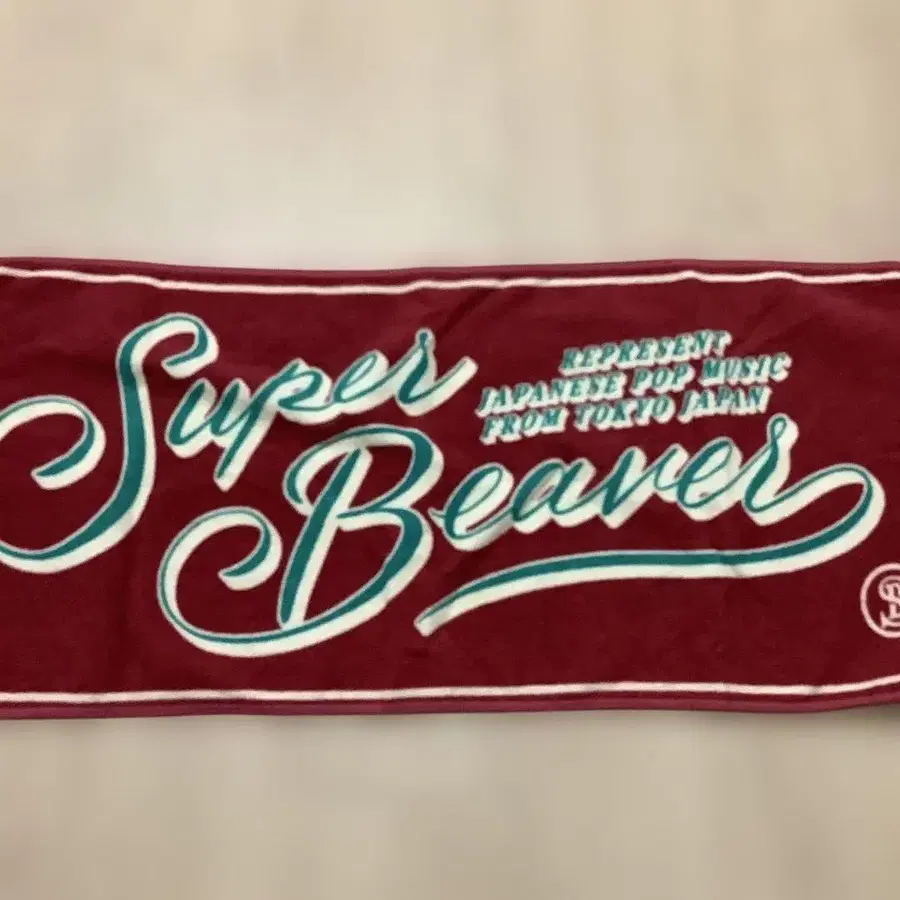 Super
REPRESENT
JAPANESE POP MUSIC
FROM TOKYO JAPAN
Beaver